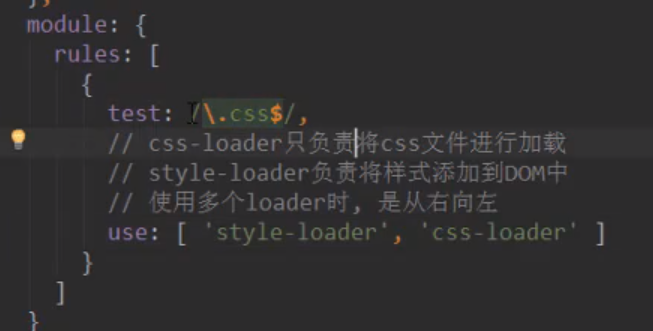 },
module: {
rules: [
{
test: /\.css$/,
// css-loader只负责将css文件进行加载
// style-loader负责将样式添加到DOM中
// 使用多个loader时, 是从右向左
use: [ 'style-loader', 'css-loader' ]
}
]
}